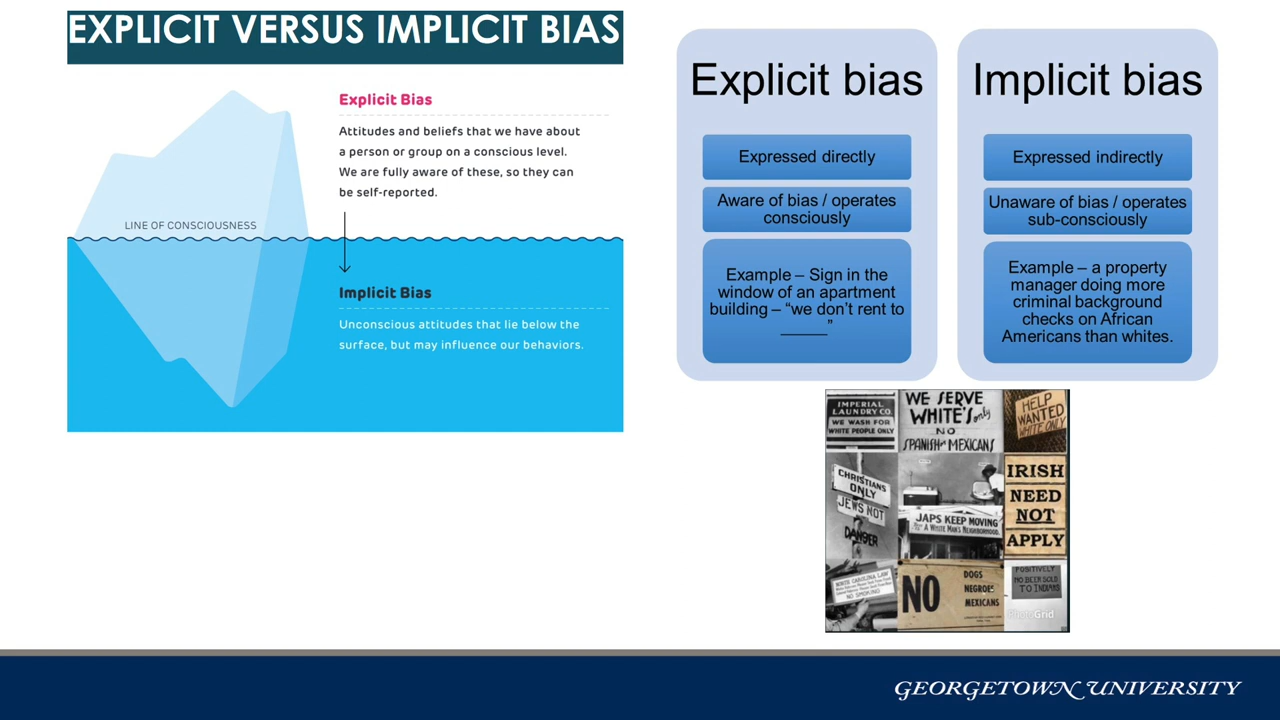 EXPLICIT VERSUS IMPLICIT BIAS
Explicit Bias
Attitudes and beliefs that we have about
a person or group on a conscious level.
We are fully aware of these, so they can
be self-reported.
LINE OF CONSCIOUSNESS
Implicit Bias
Unconscious attitudes that lie below the
surface, but may influence our behaviors.
Explicit bias
Expressed directly
Aware of bias / operates
consciously
Example – Sign in the
window of an apartment
building – “we don’t rent to
______”
Implicit bias
Expressed indirectly
Unaware of bias / operates
sub-consciously
Example – a property
manager doing more
criminal background
checks on African
Americans than whites.
IMPERIAL
LAUNDRY CO.
WE WASH FOR
WHITE PEOPLE ONLY
WE SERVE
WHITE'S only
NO
SPANISH or MEXICANS
HELP
WANTED
WHITE ONLY
CHRISTIANS
ONLY
JEWS NOT
DANGER
JAPS KEEP MOVING
A WHITE MAN'S NEIGHBORHOOD.
IRISH
NEED
NOT
APPLY
NORTH CAROLINA LAW
NO SMOKING
NO
DOGS
NEGROES
MEXICANS
POSITIVELY
NO BEER SOLD
TO INDIANS
Grid
GEORGETOWN UNIVERSITY